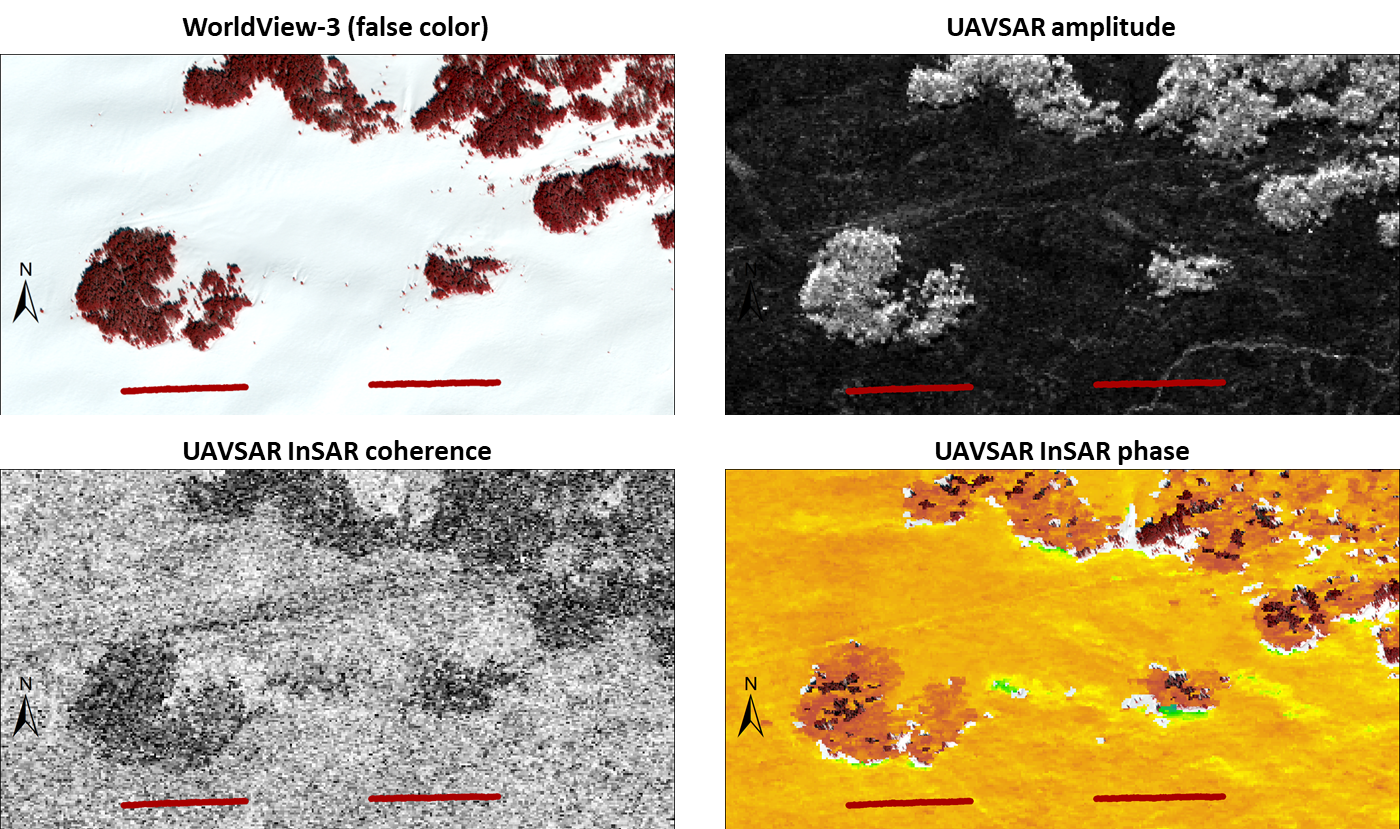 WorldView-3 (false color)
UAVSAR amplitude
N
N
UAVSAR InSAR coherence
UAVSAR InSAR phase
N
N